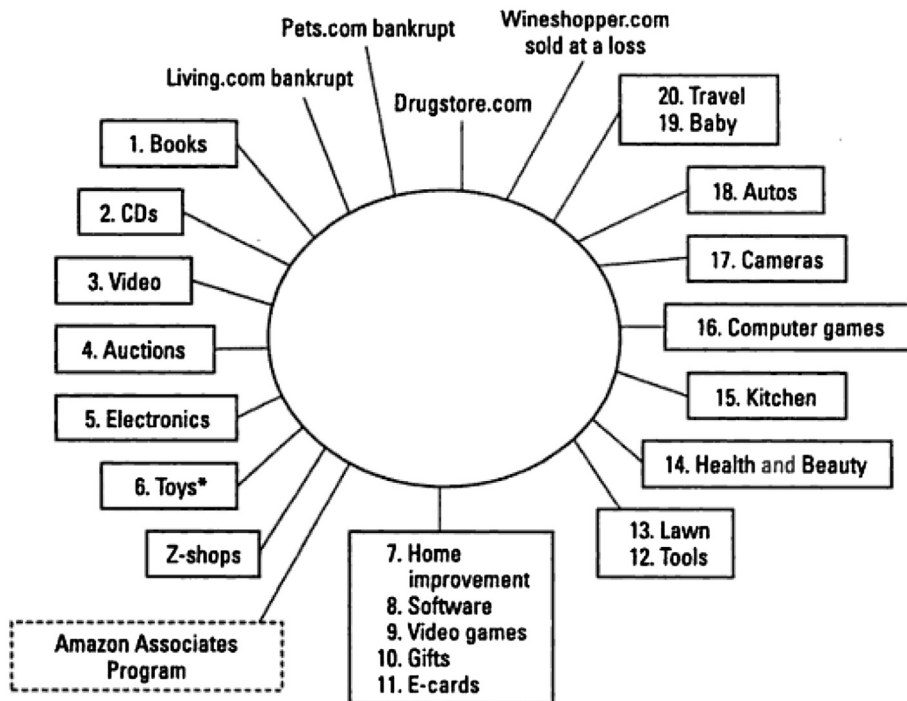 Pets.com bankrupt
Wineshopper.com
sold at a loss
Living.com bankrupt
Drugstore.com
20. Travel
19. Baby
1. Books
18. Autos
2. CDs
17. Cameras
3. Video
16. Computer games
4. Auctions
15. Kitchen
5. Electronics
14. Health and Beauty
6. Toys*
13. Lawn
12. Tools
Z-shops
7. Home
improvement
8. Software
9. Video games
10. Gifts
11. E-cards
Amazon Associates
Program